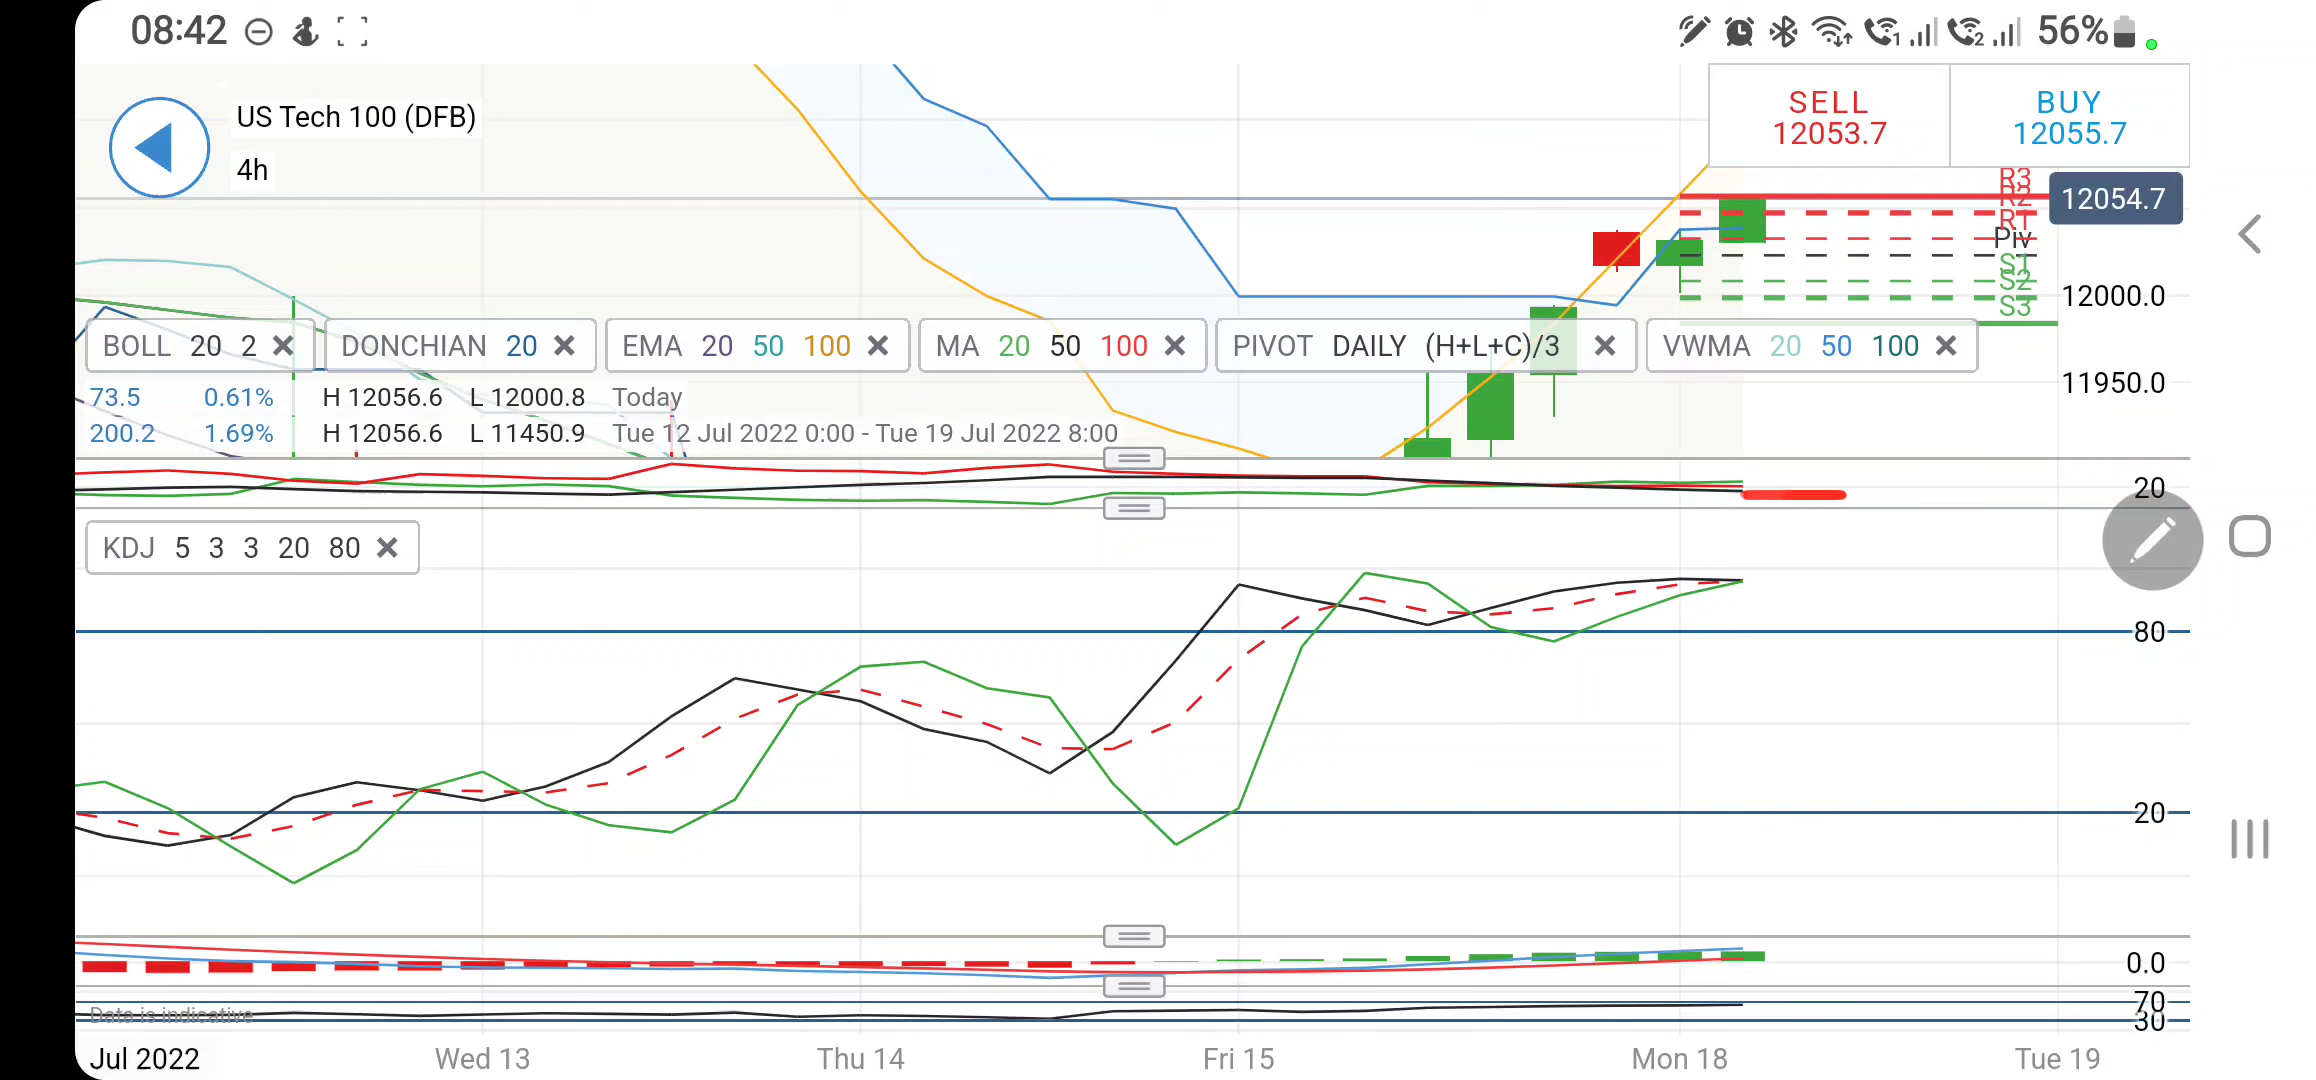 08:42 56%
US Tech 100 (DFB)
4h
SELL BUY
12053.7 12055.7
R3
R2
R1
Piv
S1
S2
S3
12054.7
12000.0
BOLL 20 2 DONCHIAN 20 EMA 20 50 100 MA 20 50 100 PIVOT DAILY (H+L+C)/3 VWMA 20 50 100
11950.0
73.5 0.61% H 12056.6 L 12000.8 Today
200.2 1.69% H 12056.6 L 11450.9 Tue 12 Jul 2022 0:00 - Tue 19 Jul 2022 8:00
20
KDJ 5 3 3 20 80
80
20
0.0
70
Data is indicative
30
Jul 2022 Wed 13 Thu 14 Fri 15 Mon 18 Tue 19